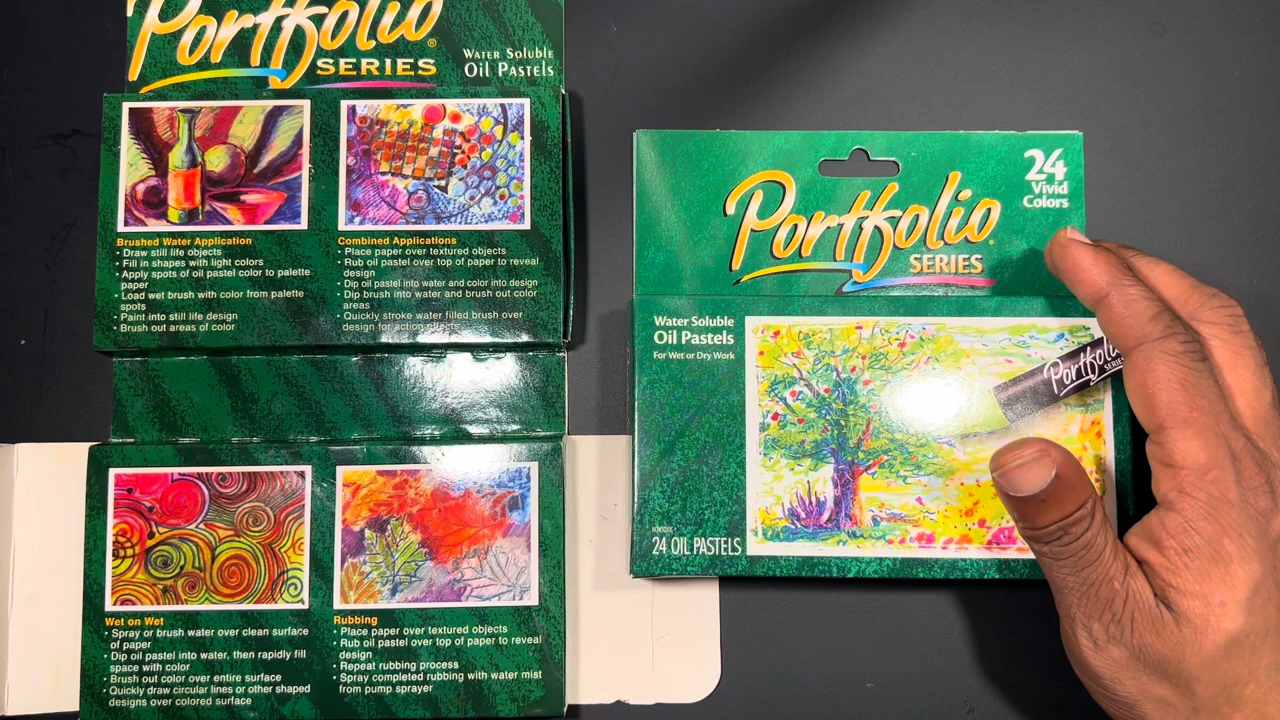 Portfolio®
SERIES
WATER SOLUBLE
OIL PASTELS
Brushed Water Application
• Draw still life objects
• Fill in shapes with light colors
• Apply spots of oil pastel color to palette
paper
• Load wet brush with color from palette
spots
• Paint into still life design
• Brush out areas of color
Combined Applications
• Place paper over textured objects
• Rub oil pastel over top of paper to reveal
design
• Dip oil pastel into water and color into design
• Dip brush into water and brush out color
areas
• Quickly stroke water filled brush over
design for action effects
Wet on Wet
• Spray or brush water over clean surface
of paper
• Dip oil pastel into water, then rapidly fill
space with color
• Brush out color over entire surface
• Quickly draw circular lines or other shaped
designs over colored surface
Rubbing
• Place paper over textured objects
• Rub oil pastel over top of paper to reveal
design
• Repeat rubbing process
• Spray completed rubbing with water mist
from pump sprayer
24
Vivid
Colors
Portfolio
SERIES
Water Soluble
Oil Pastels
For Wet or Dry Work
Portfolio
SERIES
NONTOXIC
24 OIL PASTELS